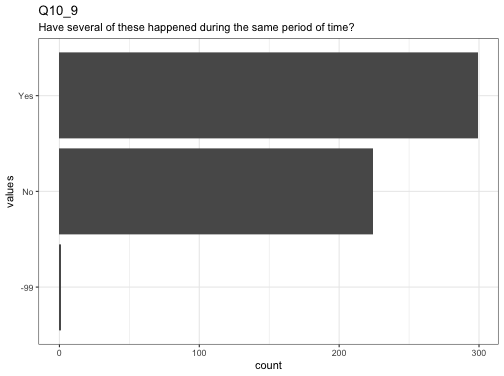 Q10_9
Have several of these happened during the same period of time?
values
Yes
No
-99
0 100 200 300
count